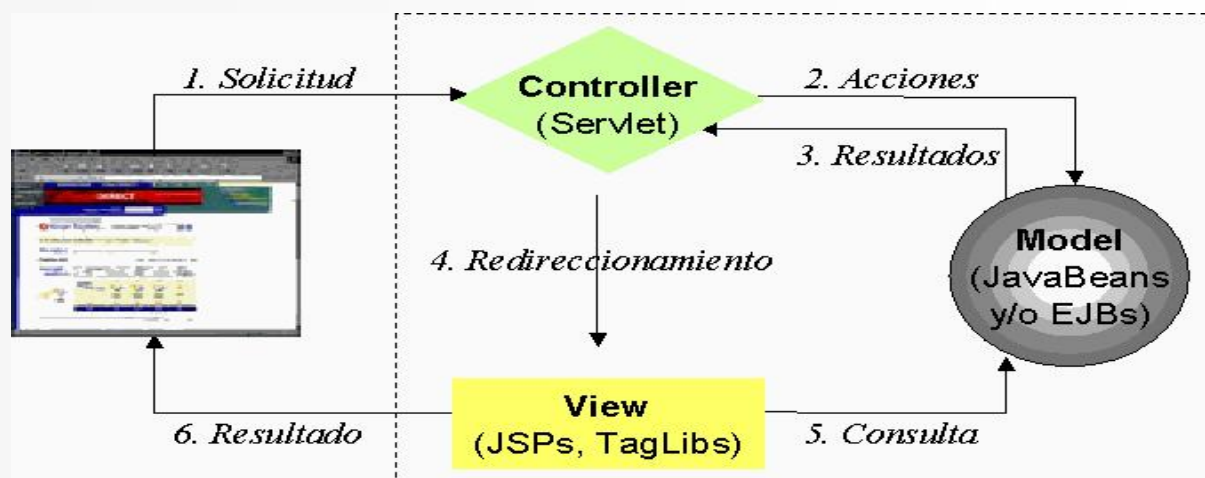 1. Solicitud
Controller
(Servlet)
2. Acciones
3. Resultados
DIRECT
4. Redireccionamiento
Model
(JavaBeans
y/o EJBs)
View
(JSPs, TagLibs)
5. Consulta
6. Resultado